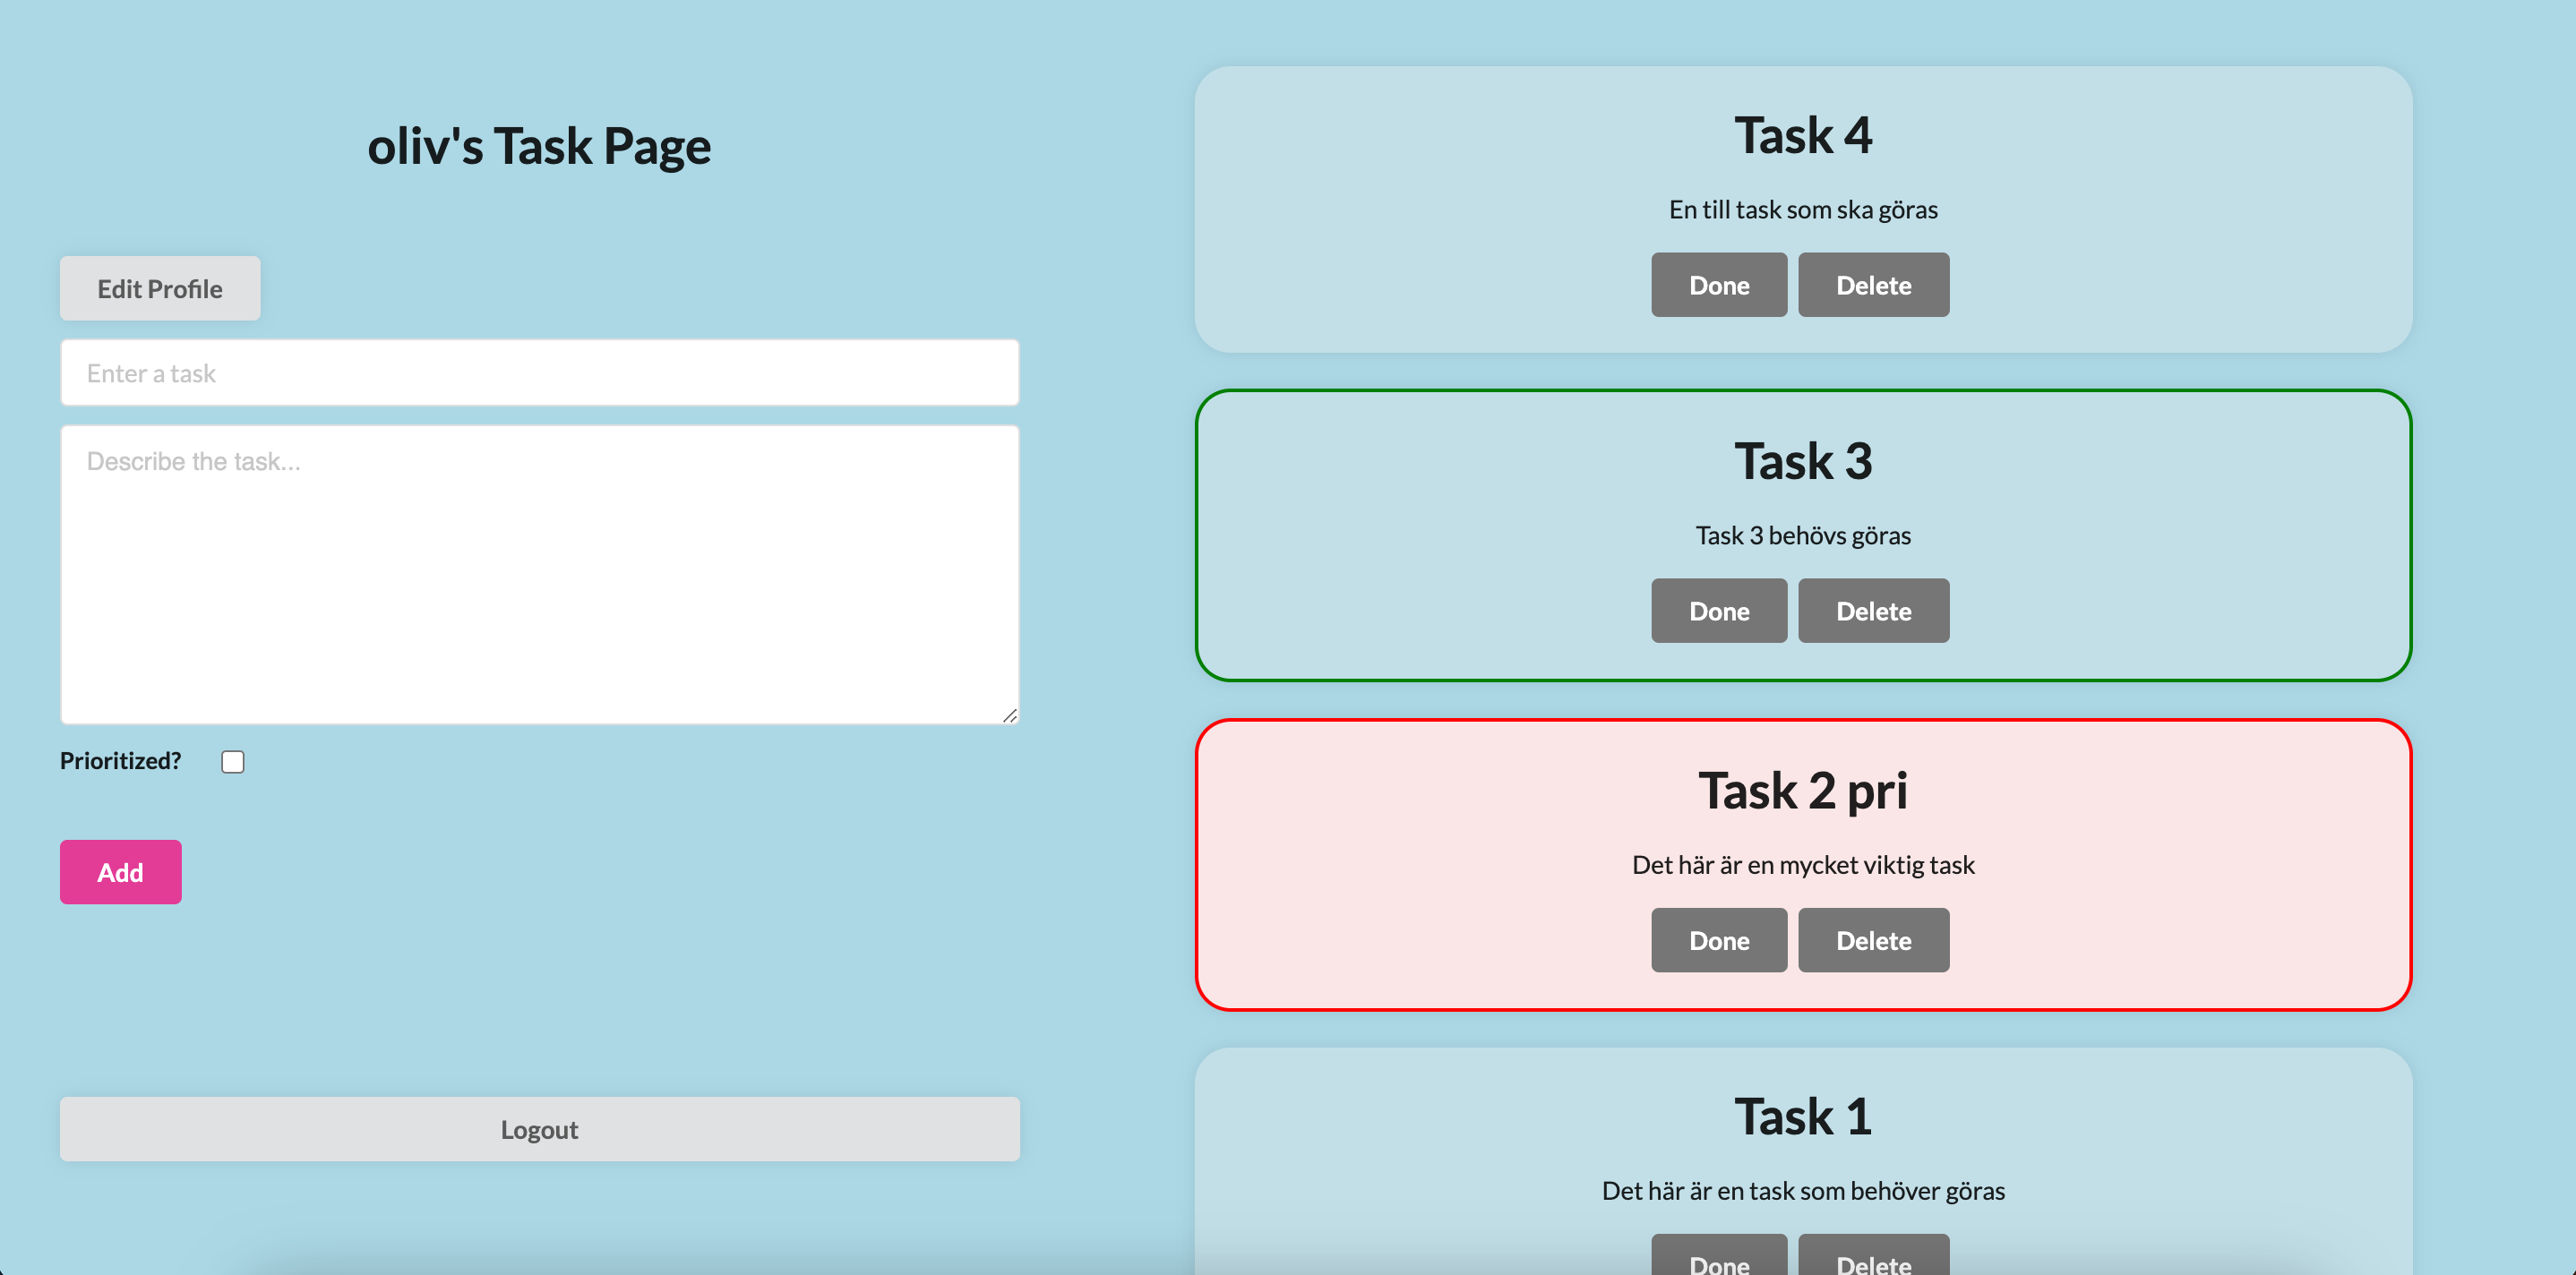 oliv's Task Page
Edit Profile
Enter a task
Describe the task...
Prioritized?
Add
Logout
Task 4
En till task som ska göras
Done Delete
Task 3
Task 3 behövs göras
Done Delete
Task 2 pri
Det här är en mycket viktig task
Done Delete
Task 1
Det här är en task som behöver göras
Done Delete